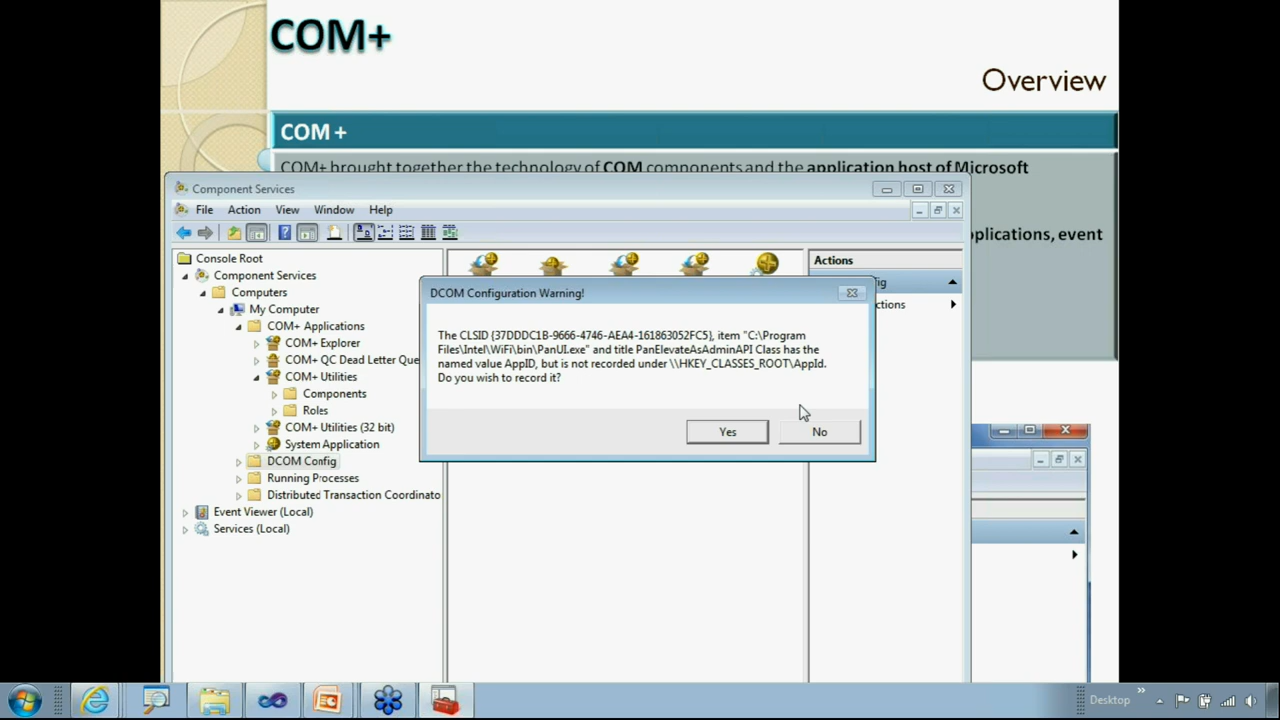 COM+
Overview
COM +
COM+ brought together the technology of COM components and the application host of Microsoft
Component Services
File Action View Window Help
plications, event
Console Root
Component Services
Computers
My Computer
COM+ Applications
COM+ Explorer
COM+ QC Dead Letter Que
COM+ Utilities
Components
Roles
COM+ Utilities (32 bit)
System Application
DCOM Config
Running Processes
Distributed Transaction Coordinato
Event Viewer (Local)
Services (Local)
Actions
ig
ctions
DCOM Configuration Warning!
The CLSID {37DDDC1B-9666-4746-AEA4-161863052FC5}, item "C:\Program
Files\Intel\WiFi\bin\PanUI.exe" and title PanElevateAsAdminAPI Class has the
named value AppID, but is not recorded under \\HKEY_CLASSES_ROOT\AppId.
Do you wish to record it?
Yes No
Desktop